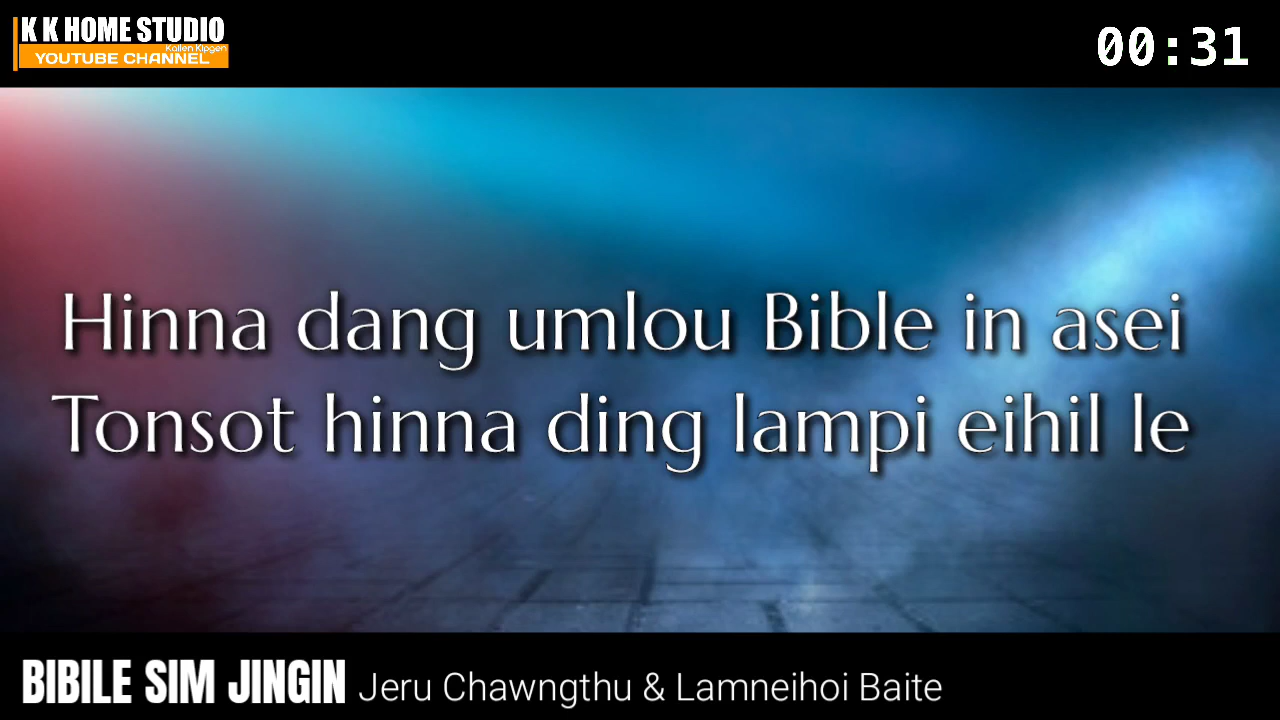 K K HOME STUDIO
Kailen Kipgen
YOUTUBE CHANNEL
00:31
Hinna dang umlou Bible in asei
Tonsot hinna ding lampi eihil le
BIBILE SIM JINGIN Jeru Chawngthu & Lamneihoi Baite